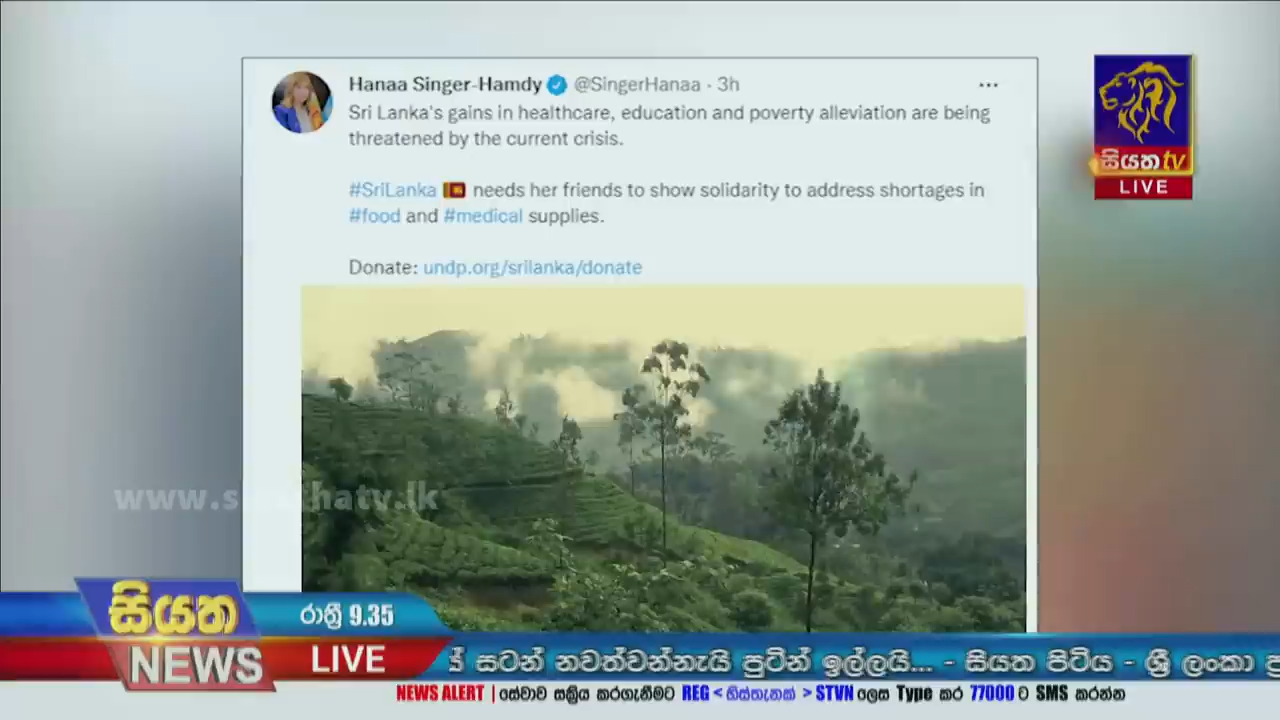 Hanaa Singer-Hamdy @SingerHanaa · 3h
Sri Lanka's gains in healthcare, education and poverty alleviation are being
threatened by the current crisis.
#SriLanka needs her friends to show solidarity to address shortages in
#food and #medical supplies.
Donate: undp.org/srilanka/donate
සියත tv
LIVE
සියත
NEWS
රාත්‍රී 9.35
LIVE
සටන් නවත්වන්නැයි පුටින් ඉල්ලයි... - සියත පිටිය - ශ්‍රී ලංකා
NEWS ALERT | සේවාව සක්‍රිය කරගැනීමට REG < හිස්තැනක් > STVN ලෙස Type කර 77000 ට SMS කරන්න